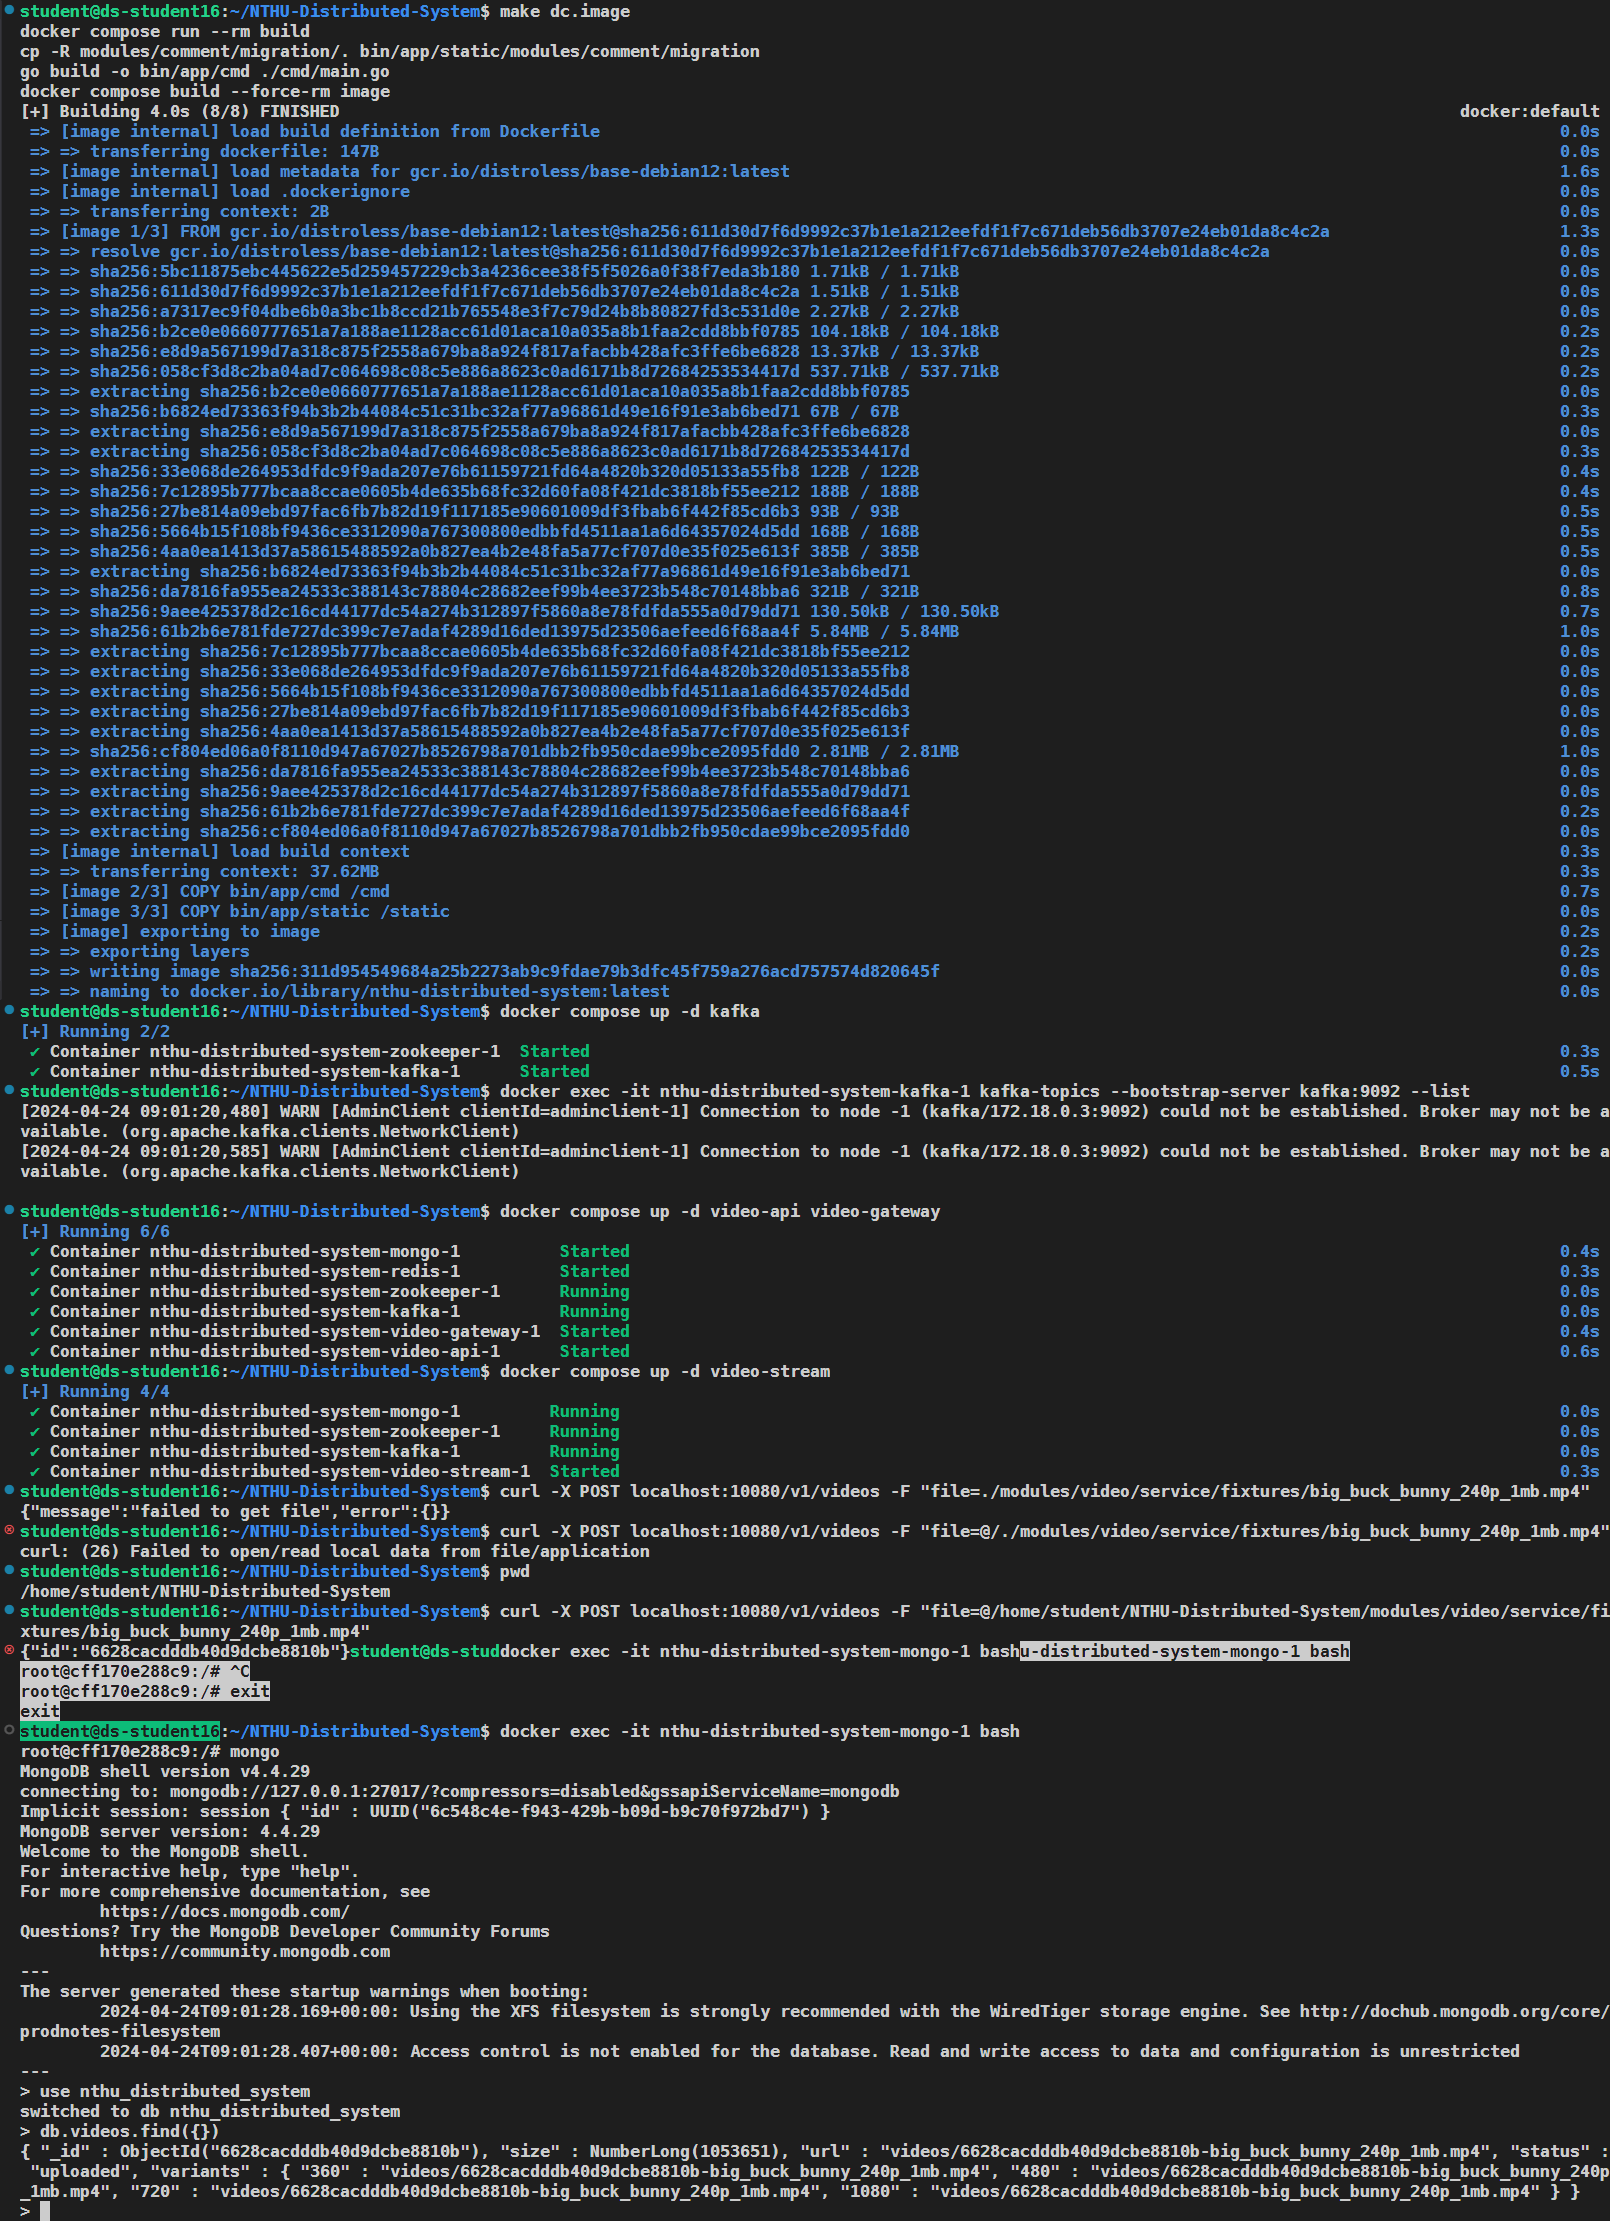 student@ds-student16:~/NTHU-Distributed-System$ make dc.image
docker compose run --rm build
cp -R modules/comment/migration/. bin/app/static/modules/comment/migration
go build -o bin/app/cmd ./cmd/main.go
docker compose build --force-rm image
[+] Building 4.0s (8/8) FINISHED docker:default
=> [image internal] load build definition from Dockerfile 0.0s
=> => transferring dockerfile: 147B 0.0s
=> [image internal] load metadata for gcr.io/distroless/base-debian12:latest 1.6s
=> [image internal] load .dockerignore 0.0s
=> => transferring context: 2B 0.0s
=> [image 1/3] FROM gcr.io/distroless/base-debian12:latest@sha256:611d30d7f6d9992c37b1e1a212eefdf1f7c671deb56db3707e24eb01da8c4c2a 1.3s
=> => resolve gcr.io/distroless/base-debian12:latest@sha256:611d30d7f6d9992c37b1e1a212eefdf1f7c671deb56db3707e24eb01da8c4c2a 0.0s
=> => sha256:5bc11875ebc445622e5d259457229cb3a4236cee38f5f5026a0f38f7eda3b180 1.71kB / 1.71kB 0.0s
=> => sha256:611d30d7f6d9992c37b1e1a212eefdf1f7c671deb56db3707e24eb01da8c4c2a 1.51kB / 1.51kB 0.0s
=> => sha256:a7317ec9f04dbe6b0a3bc1b8ccd21b765548e3f7c79d24b8b80827fd3c531d0e 2.27kB / 2.27kB 0.0s
=> => sha256:b2ce0e0660777651a7a188ae1128acc61d01aca10a035a8b1faa2cdd8bbf0785 104.18kB / 104.18kB 0.2s
=> => sha256:e8d9a567199d7a318c875f2558a679ba8a924f817afacbb428afc3ffe6be6828 13.37kB / 13.37kB 0.2s
=> => sha256:058cf3d8c2ba04ad7c064698c08c5e886a8623c0ad6171b8d72684253534417d 537.71kB / 537.71kB 0.2s
=> => extracting sha256:b2ce0e0660777651a7a188ae1128acc61d01aca10a035a8b1faa2cdd8bbf0785 0.0s
=> => sha256:b6824ed73363f94b3b2b44084c51c31bc32af77a96861d49e16f91e3ab6bed71 67B / 67B 0.3s
=> => extracting sha256:e8d9a567199d7a318c875f2558a679ba8a924f817afacbb428afc3ffe6be6828 0.0s
=> => extracting sha256:058cf3d8c2ba04ad7c064698c08c5e886a8623c0ad6171b8d72684253534417d 0.3s
=> => sha256:33e068de264953dfdc9f9ada207e76b61159721fd64a4820b320d05133a55fb8 122B / 122B 0.4s
=> => sha256:7c12895b777bcaa8ccae0605b4de635b68fc32d60fa08f421dc3818bf55ee212 188B / 188B 0.4s
=> => sha256:27be814a09ebd97fac6fb7b82d19f117185e90601009df3fbab6f442f85cd6b3 93B / 93B 0.5s
=> => sha256:5664b15f108bf9436ce3312090a767300800edbbfd4511aa1a6d64357024d5dd 168B / 168B 0.5s
=> => sha256:4aa0ea1413d37a58615488592a0b827ea4b2e48fa5a77cf707d0e35f025e613f 385B / 385B 0.5s
=> => extracting sha256:b6824ed73363f94b3b2b44084c51c31bc32af77a96861d49e16f91e3ab6bed71 0.0s
=> => sha256:da7816fa955ea24533c388143c78804c28682eef99b4ee3723b548c70148bba6 321B / 321B 0.8s
=> => sha256:9aee425378d2c16cd44177dc54a274b312897f5860a8e78fdfda555a0d79dd71 130.50kB / 130.50kB 0.7s
=> => sha256:61b2b6e781fde727dc399c7e7adaf4289d16ded13975d23506aefeed6f68aa4f 5.84MB / 5.84MB 1.0s
=> => extracting sha256:7c12895b777bcaa8ccae0605b4de635b68fc32d60fa08f421dc3818bf55ee212 0.0s
=> => extracting sha256:33e068de264953dfdc9f9ada207e76b61159721fd64a4820b320d05133a55fb8 0.0s
=> => extracting sha256:5664b15f108bf9436ce3312090a767300800edbbfd4511aa1a6d64357024d5dd 0.0s
=> => extracting sha256:27be814a09ebd97fac6fb7b82d19f117185e90601009df3fbab6f442f85cd6b3 0.0s
=> => extracting sha256:4aa0ea1413d37a58615488592a0b827ea4b2e48fa5a77cf707d0e35f025e613f 0.0s
=> => sha256:cf804ed06a0f8110d947a67027b8526798a701dbb2fb950cdae99bce2095fdd0 2.81MB / 2.81MB 1.0s
=> => extracting sha256:da7816fa955ea24533c388143c78804c28682eef99b4ee3723b548c70148bba6 0.0s
=> => extracting sha256:9aee425378d2c16cd44177dc54a274b312897f5860a8e78fdfda555a0d79dd71 0.0s
=> => extracting sha256:61b2b6e781fde727dc399c7e7adaf4289d16ded13975d23506aefeed6f68aa4f 0.2s
=> => extracting sha256:cf804ed06a0f8110d947a67027b8526798a701dbb2fb950cdae99bce2095fdd0 0.0s
=> [image internal] load build context 0.3s
=> => transferring context: 37.62MB 0.3s
=> [image 2/3] COPY bin/app/cmd /cmd 0.7s
=> [image 3/3] COPY bin/app/static /static 0.0s
=> [image] exporting to image 0.2s
=> => exporting layers 0.2s
=> => writing image sha256:311d954549684a25b2273ab9c9fdae79b3dfc45f759a276acd757574d820645f 0.0s
=> => naming to docker.io/library/nthu-distributed-system:latest 0.0s
student@ds-student16:~/NTHU-Distributed-System$ docker compose up -d kafka
[+] Running 2/2
✔ Container nthu-distributed-system-zookeeper-1 Started 0.3s
✔ Container nthu-distributed-system-kafka-1 Started 0.5s
student@ds-student16:~/NTHU-Distributed-System$ docker exec -it nthu-distributed-system-kafka-1 kafka-topics --bootstrap-server kafka:9092 --list
[2024-04-24 09:01:20,480] WARN [AdminClient clientId=adminclient-1] Connection to node -1 (kafka/172.18.0.3:9092) could not be established. Broker may not be a
vailable. (org.apache.kafka.clients.NetworkClient)
[2024-04-24 09:01:20,585] WARN [AdminClient clientId=adminclient-1] Connection to node -1 (kafka/172.18.0.3:9092) could not be established. Broker may not be a
vailable. (org.apache.kafka.clients.NetworkClient)
student@ds-student16:~/NTHU-Distributed-System$ docker compose up -d video-api video-gateway
[+] Running 6/6
✔ Container nthu-distributed-system-mongo-1 Started 0.4s
✔ Container nthu-distributed-system-redis-1 Started 0.3s
✔ Container nthu-distributed-system-zookeeper-1 Running 0.0s
✔ Container nthu-distributed-system-kafka-1 Running 0.0s
✔ Container nthu-distributed-system-video-gateway-1 Started 0.4s
✔ Container nthu-distributed-system-video-api-1 Started 0.6s
student@ds-student16:~/NTHU-Distributed-System$ docker compose up -d video-stream
[+] Running 4/4
✔ Container nthu-distributed-system-mongo-1 Running 0.0s
✔ Container nthu-distributed-system-zookeeper-1 Running 0.0s
✔ Container nthu-distributed-system-kafka-1 Running 0.0s
✔ Container nthu-distributed-system-video-stream-1 Started 0.3s
student@ds-student16:~/NTHU-Distributed-System$ curl -X POST localhost:10080/v1/videos -F "file=./modules/video/service/fixtures/big_buck_bunny_240p_1mb.mp4"
{"message":"failed to get file","error":{}}
student@ds-student16:~/NTHU-Distributed-System$ curl -X POST localhost:10080/v1/videos -F "file=@/./modules/video/service/fixtures/big_buck_bunny_240p_1mb.mp4"
curl: (26) Failed to open/read local data from file/application
student@ds-student16:~/NTHU-Distributed-System$ pwd
/home/student/NTHU-Distributed-System
student@ds-student16:~/NTHU-Distributed-System$ curl -X POST localhost:10080/v1/videos -F "file=@/home/student/NTHU-Distributed-System/modules/video/service/fi
xtures/big_buck_bunny_240p_1mb.mp4"
{"id":"6628cacdddb40d9dcbe8810b"}student@ds-studdocker exec -it nthu-distributed-system-mongo-1 bashu-distributed-system-mongo-1 bash
root@cff170e288c9:/# ^C
root@cff170e288c9:/# exit
exit
student@ds-student16:~/NTHU-Distributed-System$ docker exec -it nthu-distributed-system-mongo-1 bash
root@cff170e288c9:/# mongo
MongoDB shell version v4.4.29
connecting to: mongodb://127.0.0.1:27017/?compressors=disabled&gssapiServiceName=mongodb
Implicit session: session { "id" : UUID("6c548c4e-f943-429b-b09d-b9c70f972bd7") }
MongoDB server version: 4.4.29
Welcome to the MongoDB shell.
For interactive help, type "help".
For more comprehensive documentation, see
https://docs.mongodb.com/
Questions? Try the MongoDB Developer Community Forums
https://community.mongodb.com
---
The server generated these startup warnings when booting:
2024-04-24T09:01:28.169+00:00: Using the XFS filesystem is strongly recommended with the WiredTiger storage engine. See http://dochub.mongodb.org/core/
prodnotes-filesystem
2024-04-24T09:01:28.407+00:00: Access control is not enabled for the database. Read and write access to data and configuration is unrestricted
---
> use nthu_distributed_system
switched to db nthu_distributed_system
> db.videos.find({})
{ "_id" : ObjectId("6628cacdddb40d9dcbe8810b"), "size" : NumberLong(1053651), "url" : "videos/6628cacdddb40d9dcbe8810b-big_buck_bunny_240p_1mb.mp4", "status" :
"uploaded", "variants" : { "360" : "videos/6628cacdddb40d9dcbe8810b-big_buck_bunny_240p_1mb.mp4", "480" : "videos/6628cacdddb40d9dcbe8810b-big_buck_bunny_240p
_1mb.mp4", "720" : "videos/6628cacdddb40d9dcbe8810b-big_buck_bunny_240p_1mb.mp4", "1080" : "videos/6628cacdddb40d9dcbe8810b-big_buck_bunny_240p_1mb.mp4" } }
>